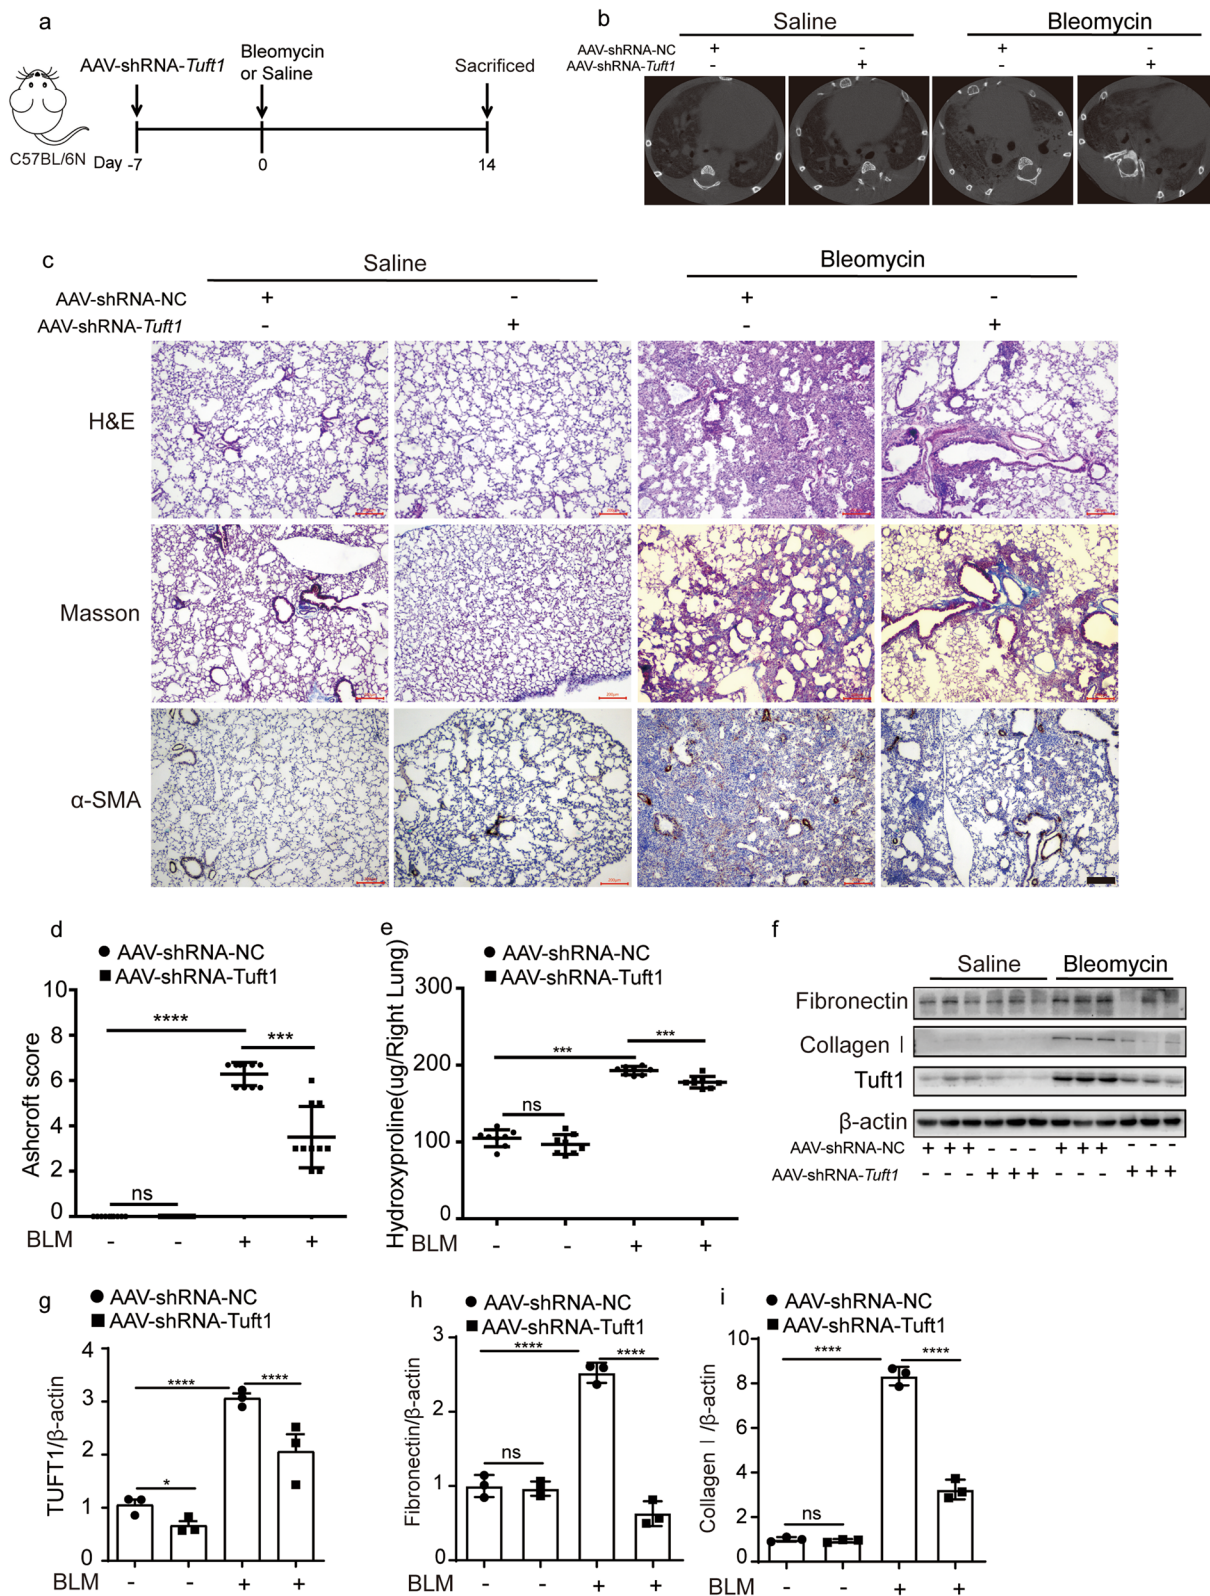 a
AAV-shRNA-Tuft1
Bleomycin
or Saline
Sacrificed
C57BL/6N
Day -7
0
14
b
Saline
Bleomycin
AAV-shRNA-NC + - + -
AAV-shRNA-Tuft1 - + - +
c
Saline
Bleomycin
AAV-shRNA-NC + - + -
AAV-shRNA-Tuft1 - + - +
H&E
Masson
α-SMA
d
AAV-shRNA-NC
AAV-shRNA-Tuft1
Ashcroft score
8
6
4
2
0
ns
****
***
BLM - - + +
e
AAV-shRNA-NC
AAV-shRNA-Tuft1
Hydroxyproline(ug/Right Lung)
300
200
100
0
ns
***
***
BLM - - + +
f
Saline
Bleomycin
Fibronectin
Collagen Ⅰ
Tuft1
β-actin
AAV-shRNA-NC + + + - - - + + + - - -
AAV-shRNA-Tuft1 - - - + + + - - - + + +
g
AAV-shRNA-NC
AAV-shRNA-Tuft1
TUFT1/β-actin
4
3
2
1
0
*
****
****
BLM - - + +
h
AAV-shRNA-NC
AAV-shRNA-Tuft1
Fibronectin/β-actin
3
2
1
0
ns
****
****
BLM - - + +
i
AAV-shRNA-NC
AAV-shRNA-Tuft1
Collagen Ⅰ/β-actin
10
8
6
4
2
0
ns
****
****
BLM - - + +